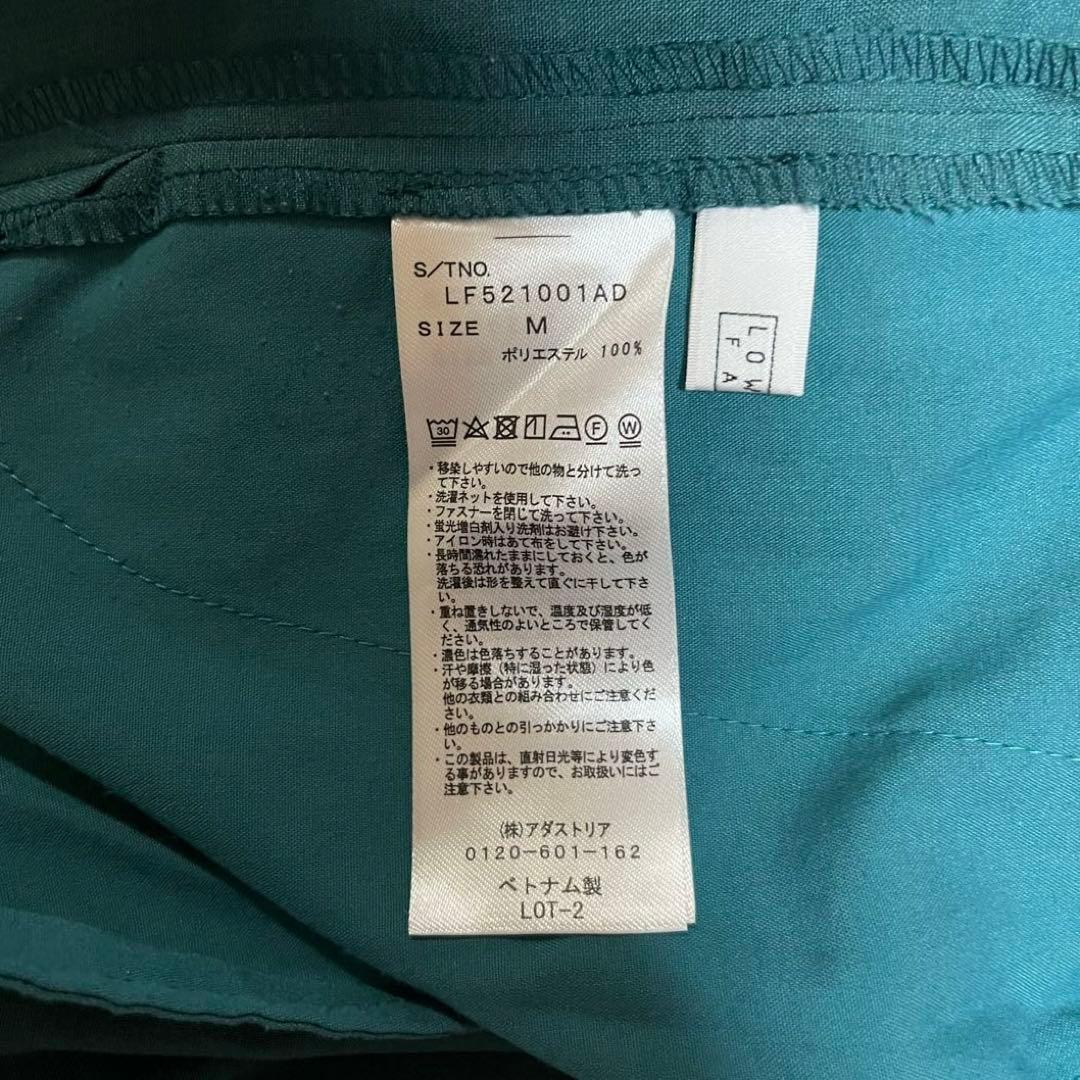 S/TNO.
LF521001AD
SIZE M
ポリエステル 100%
30
F
W
・移染しやすいので他の物と分けて洗っ
て下さい。
・洗濯ネットを使用して下さい。
・ファスナーを閉じて洗って下さい。
・蛍光増白剤入り洗剤はお避け下さい。
・アイロン時はあて布をして下さい。
・長時間濡れたままにしておくと、色が
落ちる恐れがあります。
洗濯後は形を整えて直ぐに干して下さ
い。
・重ね置きしないで、温度及び湿度が低
く、通気性のよいところで保管してく
ださい。
・濃色は色落ちすることがあります。
・汗や摩擦（特に湿った状態）により色
が移る場合があります。
他の衣類との組み合わせにご注意くだ
さい。
・他のものとの引っかかりにご注意下さ
い。
・この製品は、直射日光等により変色す
る事がありますので、お取扱いにはご
注意下さい。
(株)アダストリア
0120-601-162
ベトナム製
LOT-2
LOW
FA